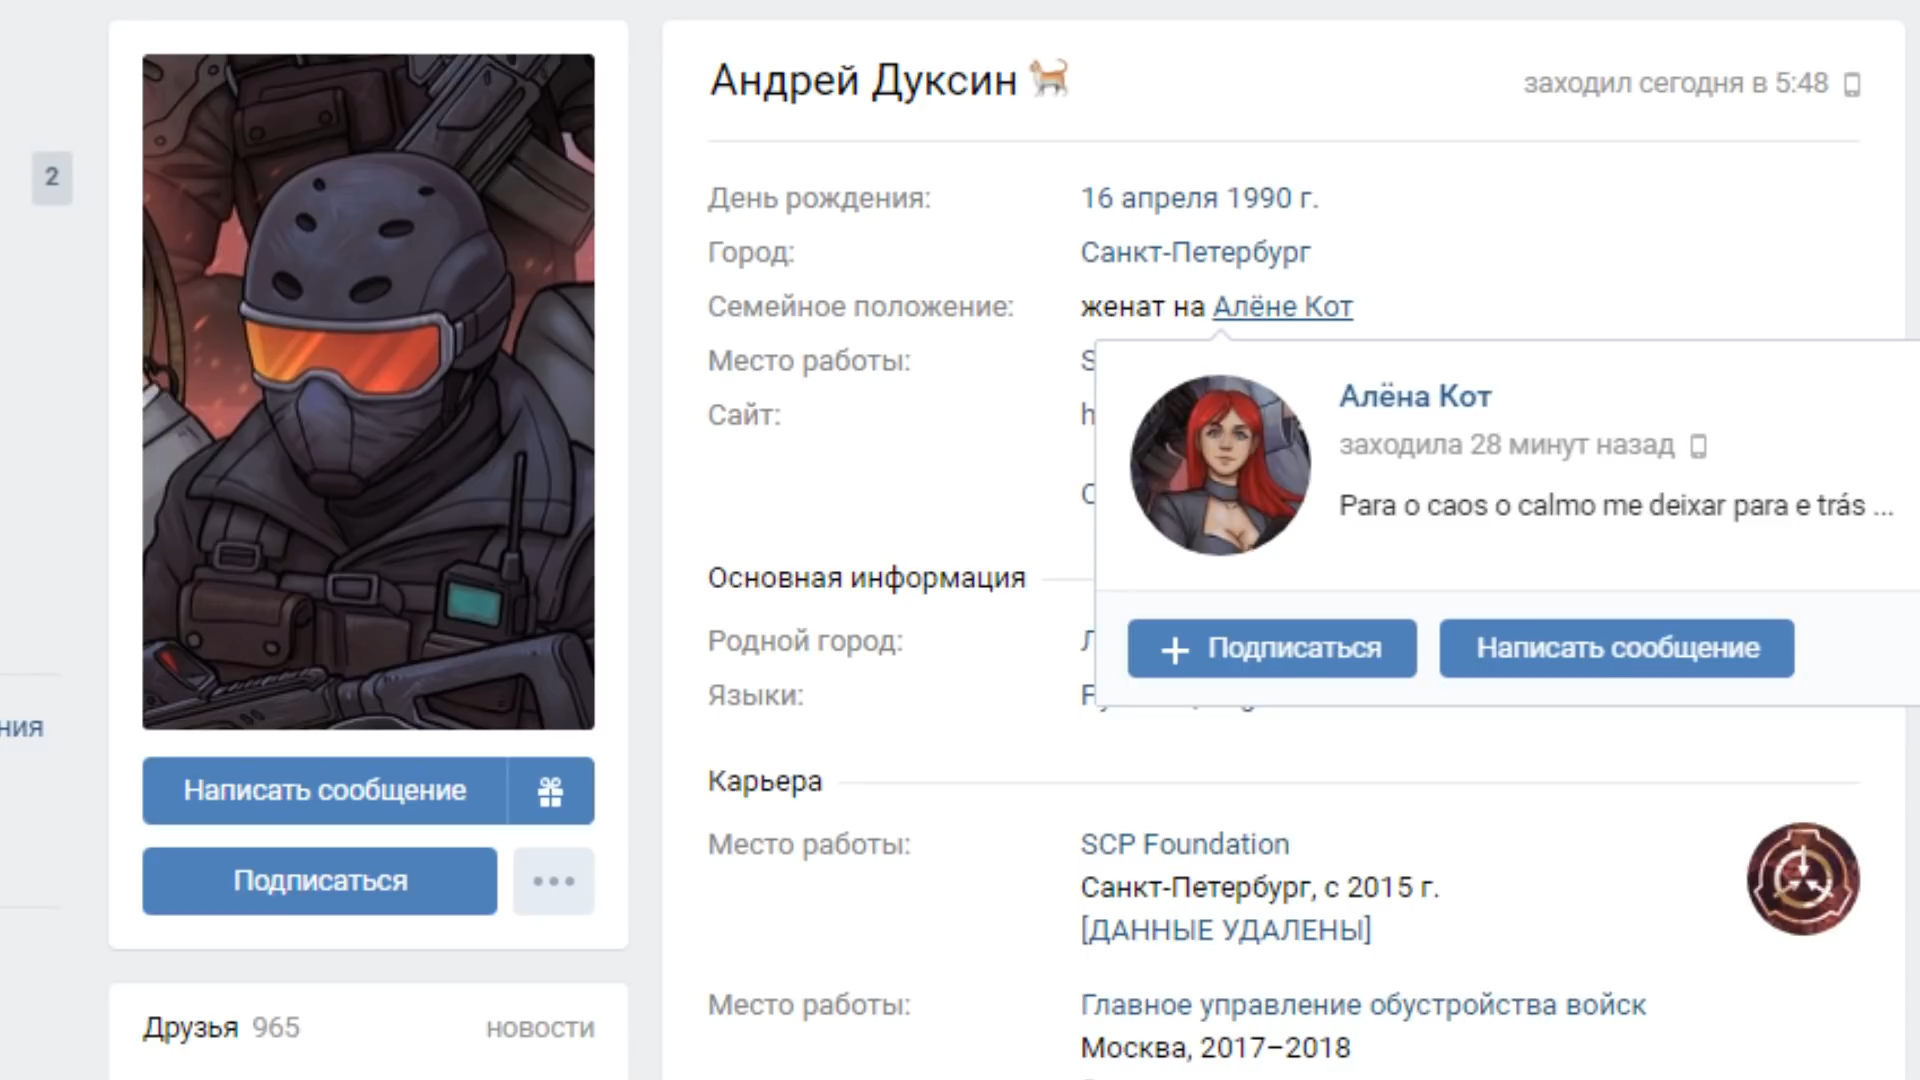 2
ния
Написать сообщение
Подписаться
Друзья 965
новости
Андрей Дуксин
заходил сегодня в 5:48
День рождения:
16 апреля 1990 г.
Город:
Санкт-Петербург
Семейное положение:
женат на Алёне Кот
Место работы:
Сайт:
Алёна Кот
заходила 28 минут назад
Para o caos o calmo me deixar para e trás ...
Подписаться
Написать сообщение
Основная информация
Родной город:
Языки:
Карьера
Место работы:
SCP Foundation
Санкт-Петербург, с 2015 г.
[ДАННЫЕ УДАЛЕНЫ]
Место работы:
Главное управление обустройства войск
Москва, 2017–2018